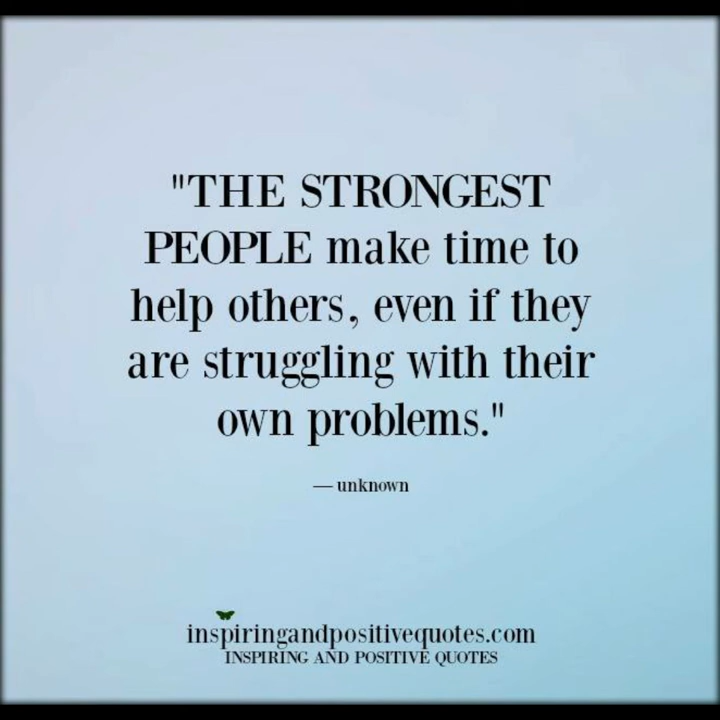 "THE STRONGEST
PEOPLE make time to
help others, even if they
are struggling with their
own problems."
— unknown
inspiringandpositivequotes.com
INSPIRING AND POSITIVE QUOTES